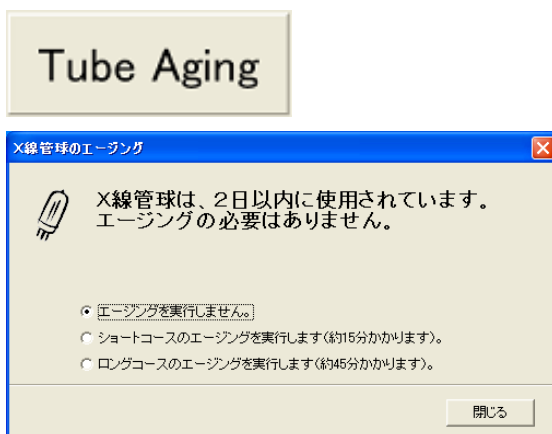 Tube Aging
X線管球のエージング
X線管球は、2日以内に使用されています。
エージングの必要はありません。
エージングを実行しません。
ショートコースのエージングを実行します(約15分かかります)。
ロングコースのエージングを実行します(約45分かかります)。
閉じる